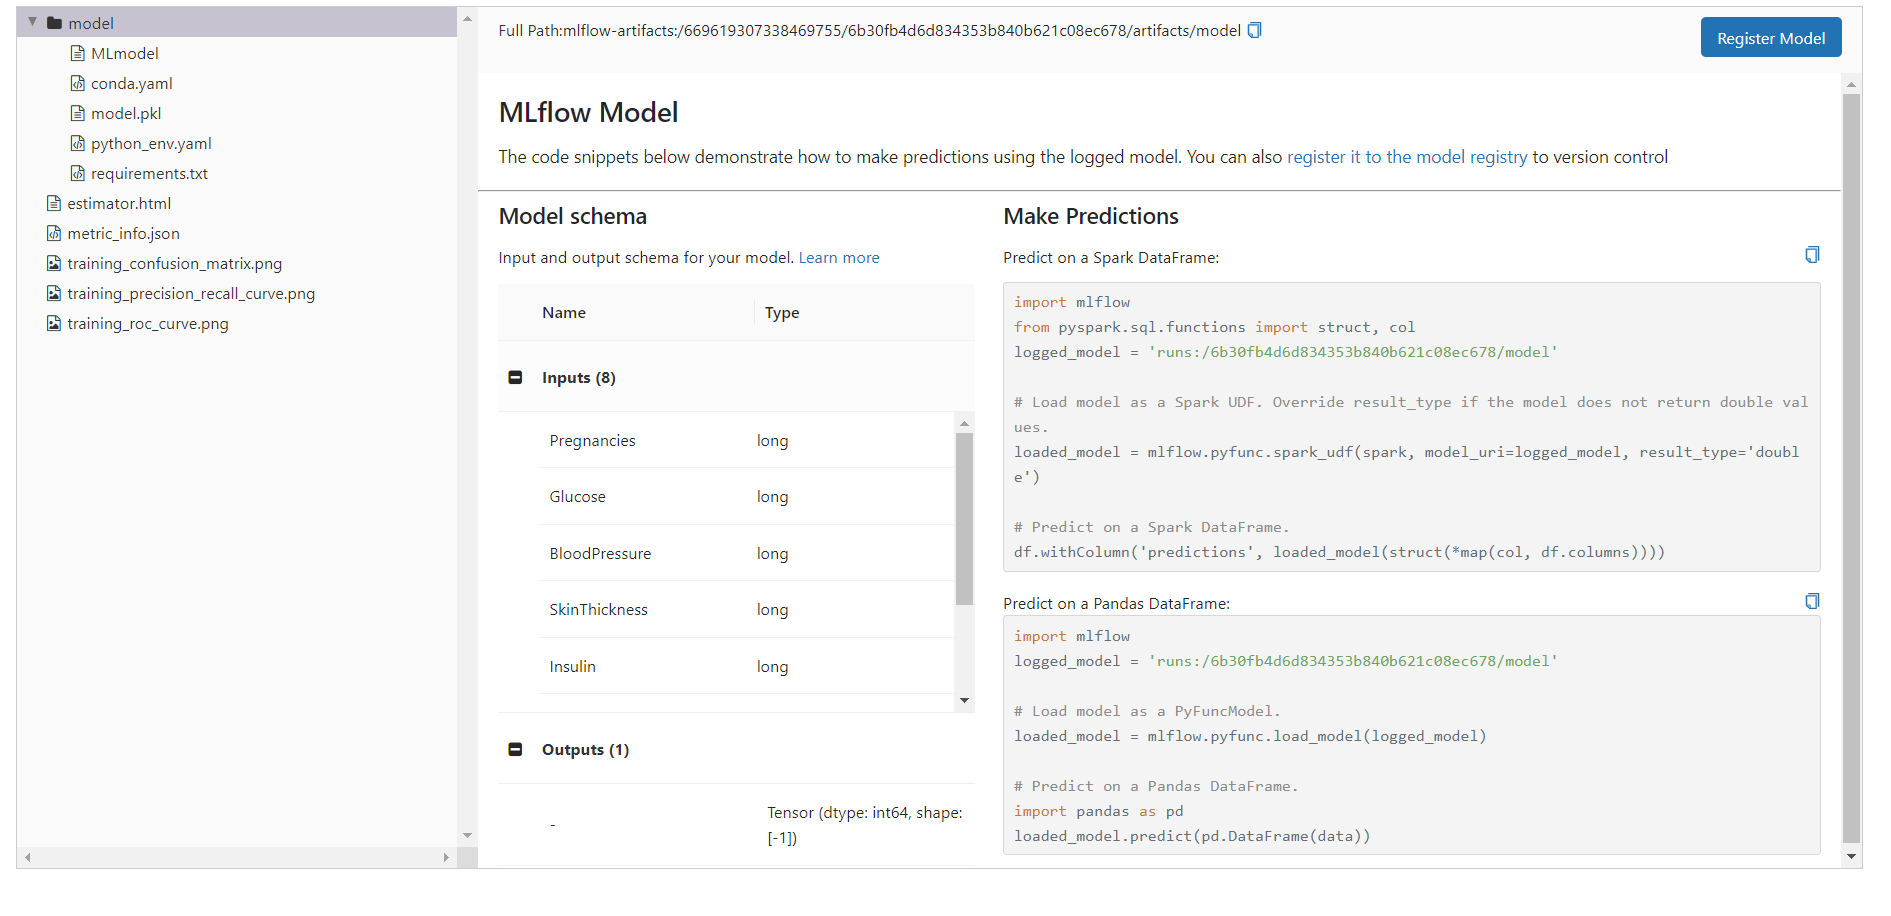 model
MLmodel
conda.yaml
model.pkl
python_env.yaml
requirements.txt
estimator.html
metric_info.json
training_confusion_matrix.png
training_precision_recall_curve.png
training_roc_curve.png
Full Path:mlflow-artifacts:/669619307338469755/6b30fb4d6d834353b840b621c08ec678/artifacts/model
Register Model
MLflow Model
The code snippets below demonstrate how to make predictions using the logged model. You can also register it to the model registry to version control
Model schema
Input and output schema for your model. Learn more
Name Type
Inputs (8)
Pregnancies long
Glucose long
BloodPressure long
SkinThickness long
Insulin long
Outputs (1)
- Tensor (dtype: int64, shape:
[-1])
Make Predictions
Predict on a Spark DataFrame:
import mlflow
from pyspark.sql.functions import struct, col
logged_model = 'runs:/6b30fb4d6d834353b840b621c08ec678/model'
# Load model as a Spark UDF. Override result_type if the model does not return double val
ues.
loaded_model = mlflow.pyfunc.spark_udf(spark, model_uri=logged_model, result_type='doubl
e')
# Predict on a Spark DataFrame.
df.withColumn('predictions', loaded_model(struct(*map(col, df.columns))))
Predict on a Pandas DataFrame:
import mlflow
logged_model = 'runs:/6b30fb4d6d834353b840b621c08ec678/model'
# Load model as a PyFuncModel.
loaded_model = mlflow.pyfunc.load_model(logged_model)
# Predict on a Pandas DataFrame.
import pandas as pd
loaded_model.predict(pd.DataFrame(data))